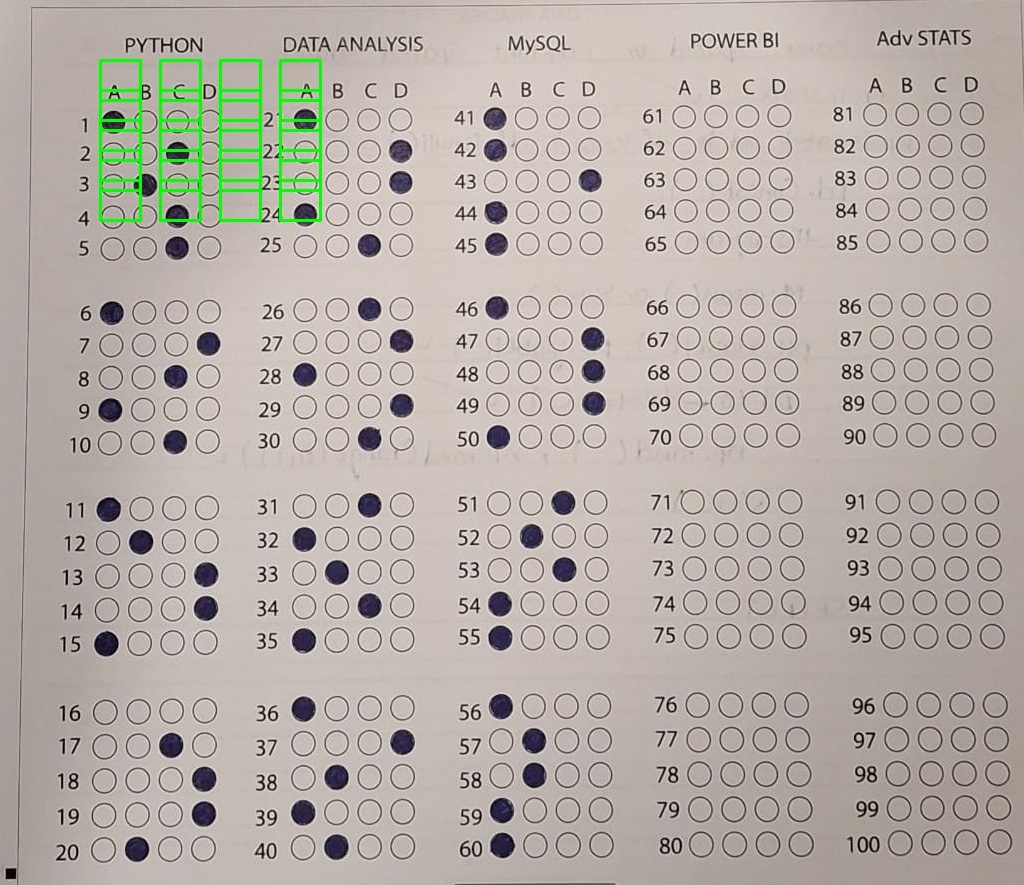 PYTHON DATA ANALYSIS MySQL POWER BI Adv STATS
A B C D A B C D A B C D A B C D A B C D
1 21 41 61 81
2 22 42 62 82
3 23 43 63 83
4 24 44 64 84
5 25 45 65 85
6 26 46 66 86
7 27 47 67 87
8 28 48 68 88
9 29 49 69 89
10 30 50 70 90
11 31 51 71 91
12 32 52 72 92
13 33 53 73 93
14 34 54 74 94
15 35 55 75 95
16 36 56 76 96
17 37 57 77 97
18 38 58 78 98
19 39 59 79 99
20 40 60 80 100